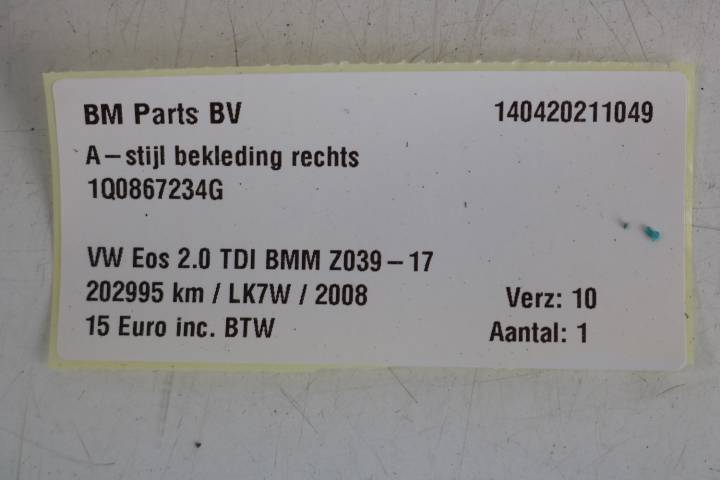 BM Parts BV 140420211049
A-stijl bekleding rechts
1Q0867234G
VW Eos 2.0 TDI BMM Z039-17
202995 km / LK7W / 2008 Verz: 10
15 Euro inc. BTW Aantal: 1